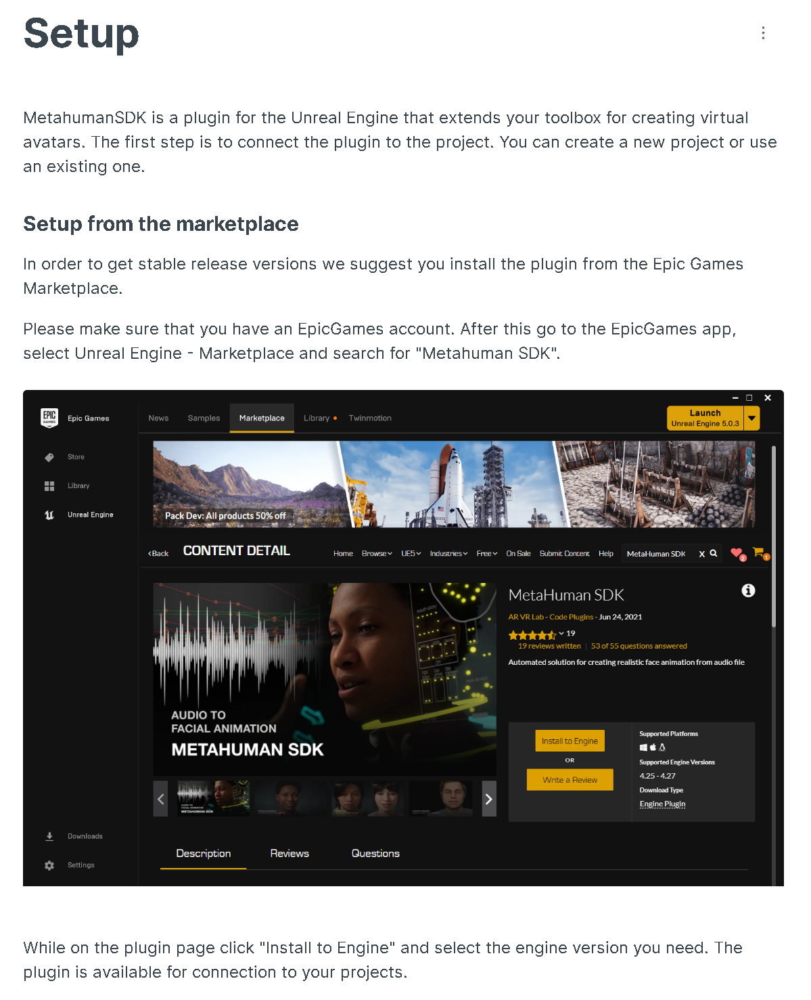 Setup
MetahumanSDK is a plugin for the Unreal Engine that extends your toolbox for creating virtual
avatars. The first step is to connect the plugin to the project. You can create a new project or use
an existing one.
Setup from the marketplace
In order to get stable release versions we suggest you install the plugin from the Epic Games
Marketplace.
Please make sure that you have an EpicGames account. After this go to the EpicGames app,
select Unreal Engine - Marketplace and search for "Metahuman SDK".
EPIC GAMES
Epic Games
Store
Library
Unreal Engine
Downloads
Settings
News Samples Marketplace Library Twinmotion
Launch
Unreal Engine 5.0.3
Pack Dev: All products 50% off
<Back CONTENT DETAIL Home Browse UE5 Industries Free On Sale Submit Content Help MetaHuman SDK X 2 1
AUDIO TO
FACIAL ANIMATION
METAHUMAN SDK
MetaHuman SDK
AR VR Lab - Code Plugins - Jun 24, 2021
19
19 reviews written | 53 of 55 questions answered
Automated solution for creating realistic face animation from audio file
Install to Engine
OR
Write a Review
Supported Platforms
Supported Engine Versions
4.25 - 4.27
Download Type
Engine Plugin
AUDIO TO
FACIAL ANIMATION
METAHUMAN SDK
Description Reviews Questions
While on the plugin page click "Install to Engine" and select the engine version you need. The
plugin is available for connection to your projects.